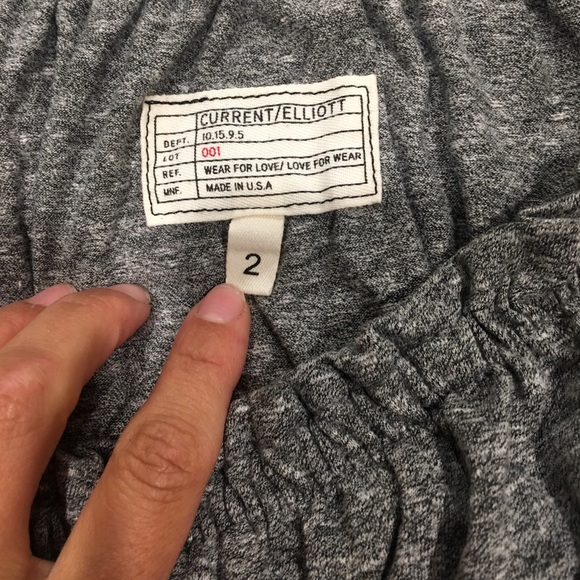 CURRENT/ELLIOTT
DEPT. 10.15.9.5
LOT 001
REF. WEAR FOR LOVE/ LOVE FOR WEAR
MNF. MADE IN U.S.A
2